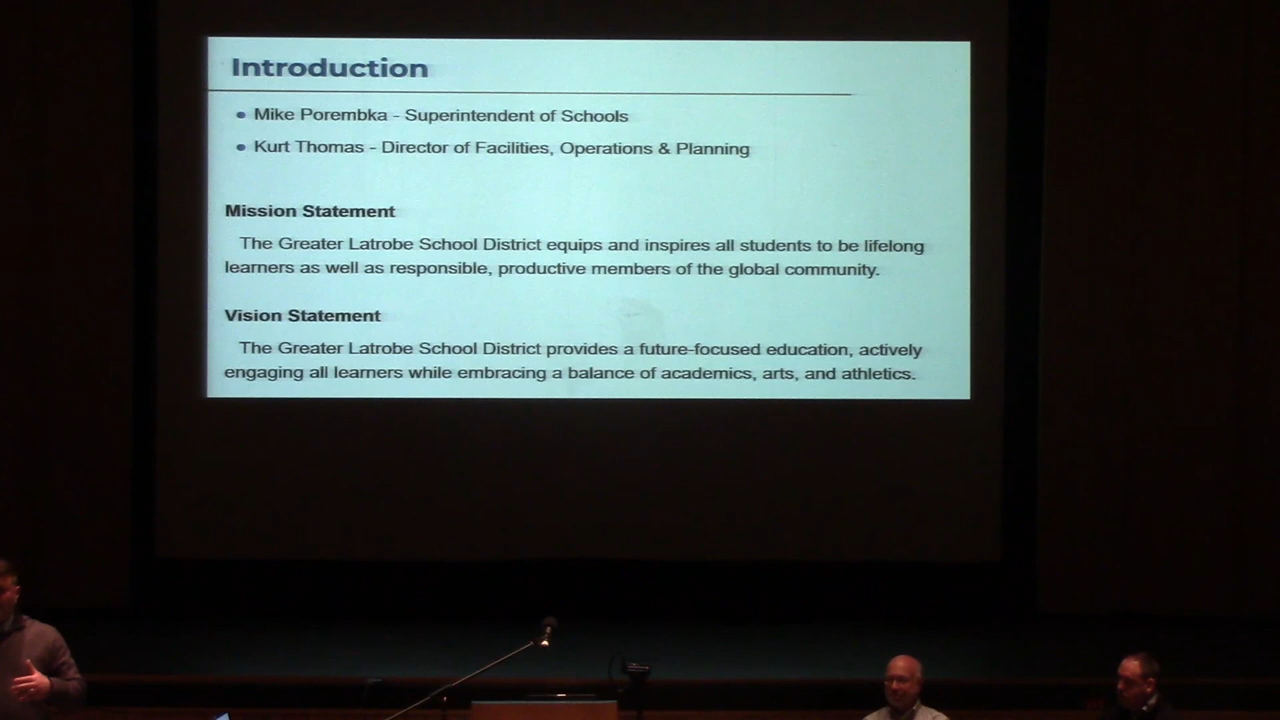 Introduction
• Mike Porembka - Superintendent of Schools
• Kurt Thomas - Director of Facilities, Operations & Planning
Mission Statement
The Greater Latrobe School District equips and inspires all students to be lifelong
learners as well as responsible, productive members of the global community.
Vision Statement
The Greater Latrobe School District provides a future-focused education, actively
engaging all learners while embracing a balance of academics, arts, and athletics.